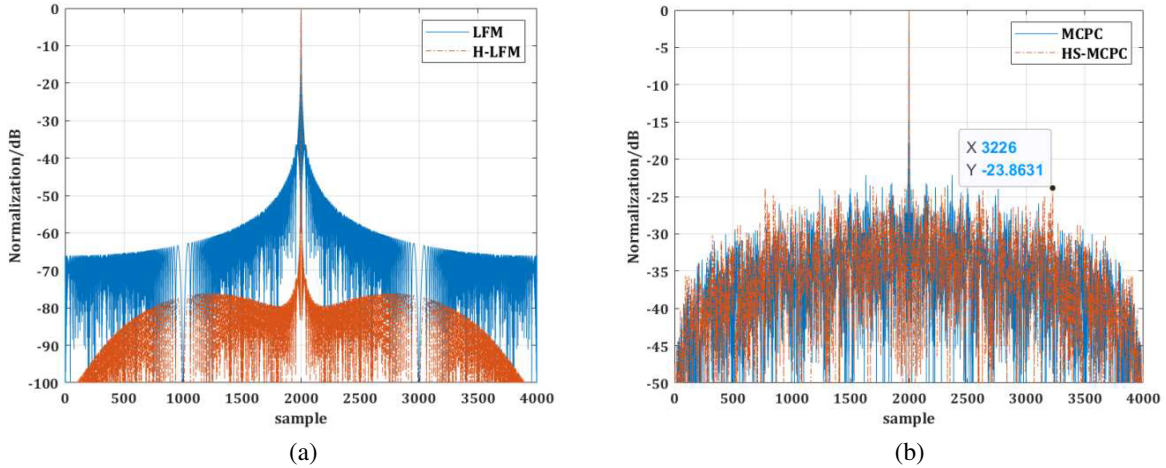 0
-10
-20
-30
-40
-50
-60
-70
-80
-90
-100
Normalization/dB
LFM
H-LFM
0 500 1000 1500 2000 2500 3000 3500 4000
sample
(a)
0
-5
-10
-15
-20
-25
-30
-35
-40
-45
-50
Normalization/dB
MCPC
HS-MCPC
X 3226
Y -23.8631
0 500 1000 1500 2000 2500 3000 3500 4000
sample
(b)